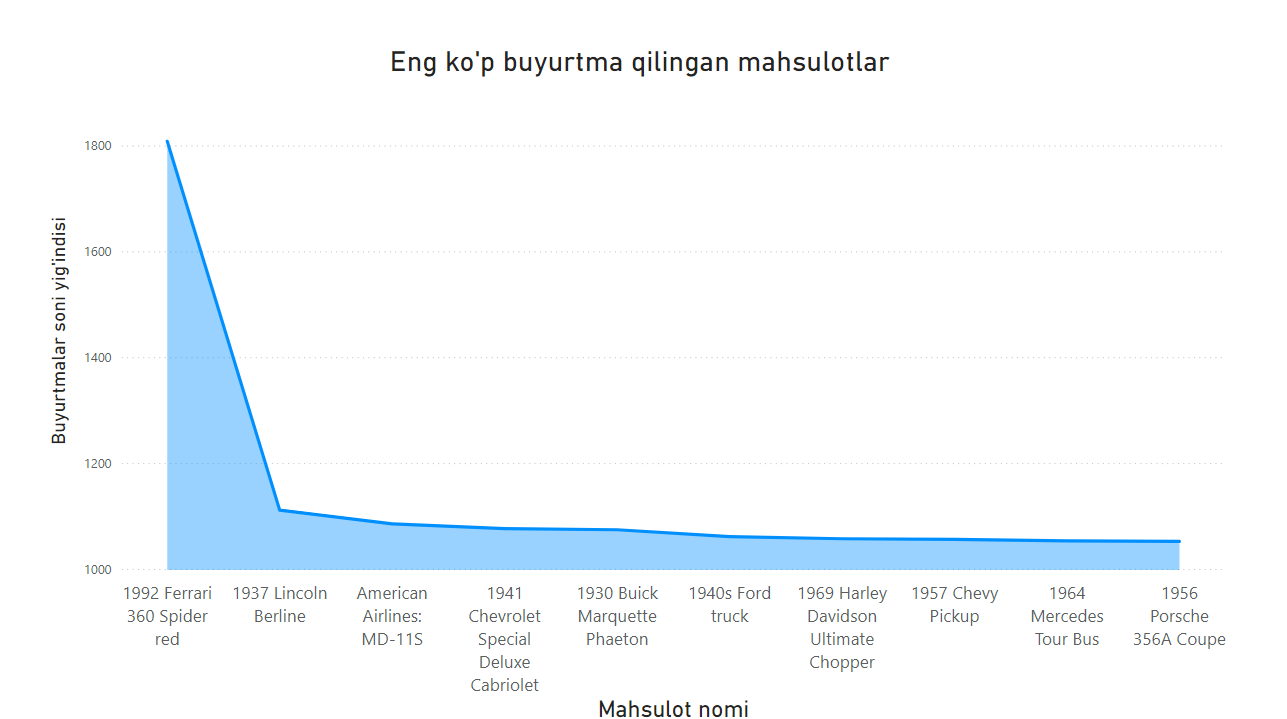 Eng ko'p buyurtma qilingan mahsulotlar
Buyurtmalar soni yig'indisi
1800
1600
1400
1200
1000
1992 Ferrari
360 Spider
red
1937 Lincoln
Berline
American
Airlines:
MD-11S
1941
Chevrolet
Special
Deluxe
Cabriolet
1930 Buick
Marquette
Phaeton
1940s Ford
truck
1969 Harley
Davidson
Ultimate
Chopper
1957 Chevy
Pickup
1964
Mercedes
Tour Bus
1956
Porsche
356A Coupe
Mahsulot nomi